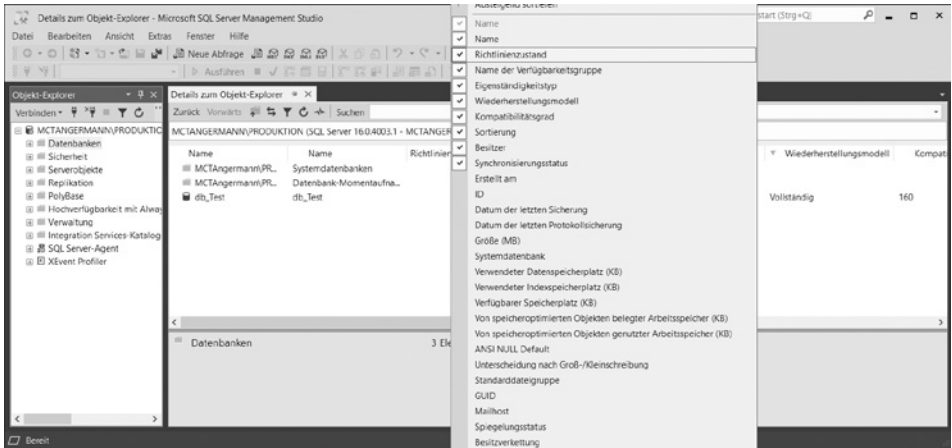 Details zum Objekt-Explorer - Microsoft SQL Server Management Studio
start (Strg+Q)
Datei Bearbeiten Ansicht Extras Fenster Hilfe
Neue Abfrage
Ausführen
Objekt-Explorer
Verbinden
MCTANGERMANN\PRODUKTIC
Datenbanken
Sicherheit
Serverobjekte
Replikation
PolyBase
Hochverfügbarkeit mit Alway
Verwaltung
Integration Services-Katalog
SQL Server-Agent
XEvent Profiler
Details zum Objekt-Explorer
Zurück Vorwärts Suchen
MCTANGERMANN\PRODUKTION (SQL Server 16.0.4003.1 - MCTANGER
Name Name Richtlinien
MCTAngermann\PR... Systemdatenbanken
MCTAngermann\PR... Datenbank-Momentaufna...
db_Test db_Test
Wiederherstellungsmodell Kompati
Vollständig 160
Datenbanken 3 Ele
Absteigend sortieren
Name
Name
Richtlinienzustand
Name der Verfügbarkeitsgruppe
Eigenständigkeitstyp
Wiederherstellungsmodell
Kompatibilitätsgrad
Sortierung
Besitzer
Synchronisierungsstatus
Erstellt am
ID
Datum der letzten Sicherung
Datum der letzten Protokollsicherung
Größe (MB)
Systemdatenbank
Verwendeter Datenspeicherplatz (KB)
Verwendeter Indexspeicherplatz (KB)
Verfügbarer Speicherplatz (KB)
Von speicheroptimierten Objekten belegter Arbeitsspeicher (KB)
Von speicheroptimierten Objekten genutzter Arbeitsspeicher (KB)
ANSI NULL Default
Unterscheidung nach Groß-/Kleinschreibung
Standarddateigruppe
GUID
Mailhost
Spiegelungsstatus
Besitzverkettung
Bereit